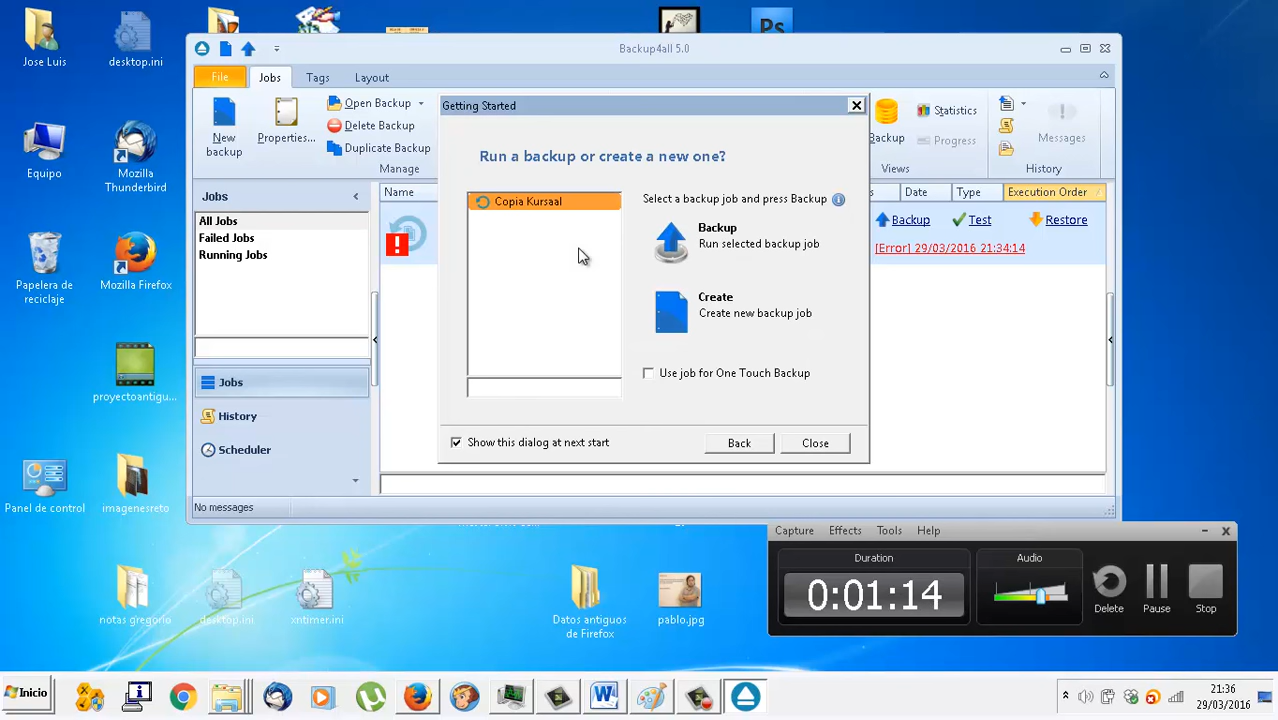 Jose Luis
desktop.ini
Ps
Backup4all 5.0
File
Jobs
Tags
Layout
New
backup
Properties...
Open Backup
Delete Backup
Duplicate Backup
Manage
Backup
Statistics
Progress
Views
Messages
History
Equipo
Mozilla
Thunderbird
Jobs
All Jobs
Failed Jobs
Running Jobs
Name
Date
Type
Execution Order
Backup
Test
Restore
[Error] 29/03/2016 21:34:14
Getting Started
Run a backup or create a new one?
Copia Kursaal
Select a backup job and press Backup
Backup
Run selected backup job
Create
Create new backup job
Use job for One Touch Backup
Show this dialog at next start
Back
Close
Papelera de
reciclaje
Mozilla Firefox
proyectoantigu...
Jobs
History
Scheduler
No messages
Panel de control
imagenesreto
Capture
Effects
Tools
Help
Duration
0:01:14
Audio
Delete
Pause
Stop
notas gregorio
desktop.ini
xntimer.ini
Datos antiguos
de Firefox
pablo.jpg
Inicio
21:36
29/03/2016